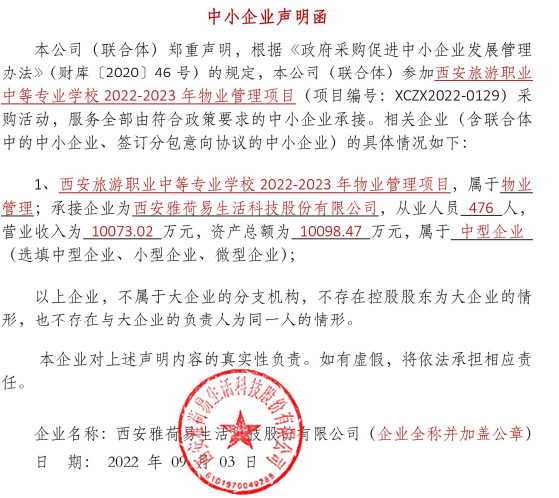 中小企业声明函
本公司（联合体）郑重声明，根据《政府采购促进中小企业发展管理
办法》（财库〔2020〕46 号）的规定，本公司（联合体）参加西安旅游职业
中等专业学校 2022-2023 年物业管理项目（项目编号：XCZX2022-0129）采
购活动，服务全部由符合政策要求的中小企业承接。相关企业（含联合体
中的中小企业、签订分包意向协议的中小企业）的具体情况如下：
1、西安旅游职业中等专业学校 2022-2023 年物业管理项目，属于物业
管理；承接企业为西安雅荷易生活科技股份有限公司，从业人员 476 人，
营业收入为 10073.02 万元，资产总额为 10098.47 万元，属于 中型企业
（选填中型企业、小型企业、微型企业）；
以上企业，不属于大企业的分支机构，不存在控股股东为大企业的情
形，也不存在与大企业的负责人为同一人的情形。
本企业对上述声明内容的真实性负责。如有虚假，将依法承担相应责
任。
企业名称：西安雅荷易生活科技股份有限公司（企业全称并加盖公章）
日 期： 2022 年 09 月 03 日
西安雅荷易生活科技股份有限公司
6101970049289